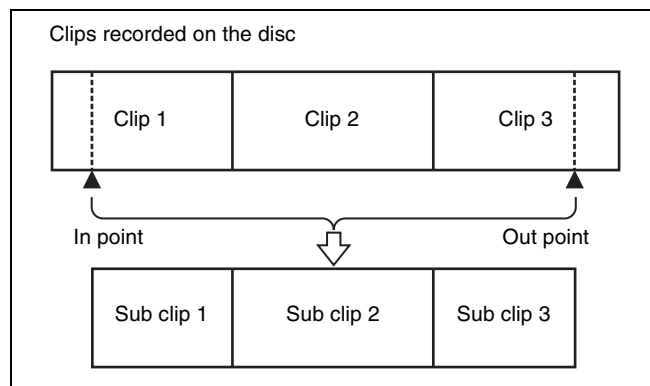 Clips recorded on the disc
Clip 1 Clip 2 Clip 3
In point Out point
Sub clip 1 Sub clip 2 Sub clip 3